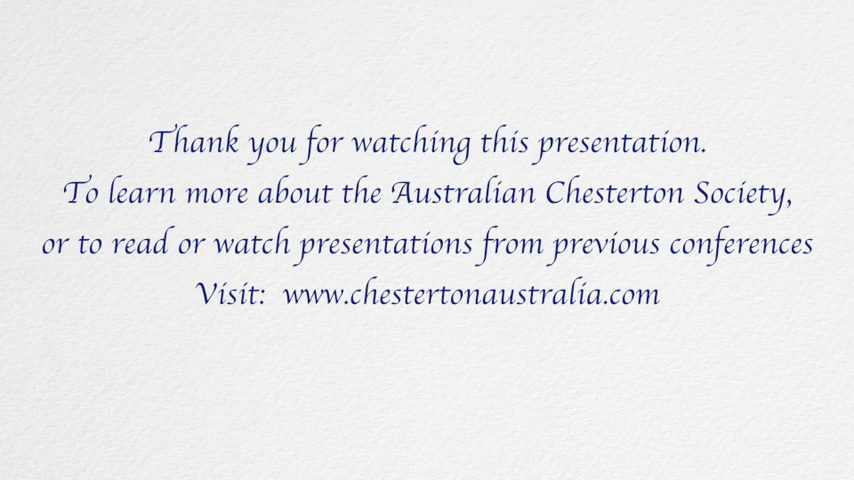 Thank you for watching this presentation.
To learn more about the Australian Chesterton Society,
or to read or watch presentations from previous conferences
Visit: www.chestertonaustralia.com